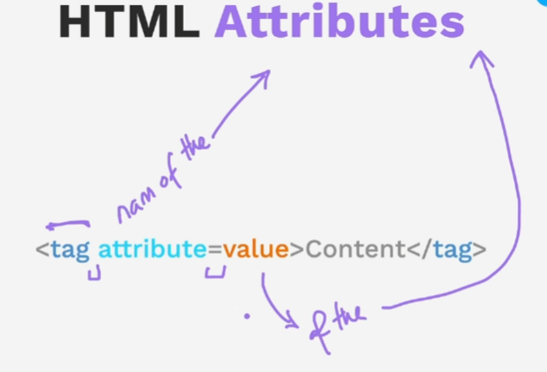 HTML Attributes
nam of the
<tag attribute=value>Content</tag>
of the